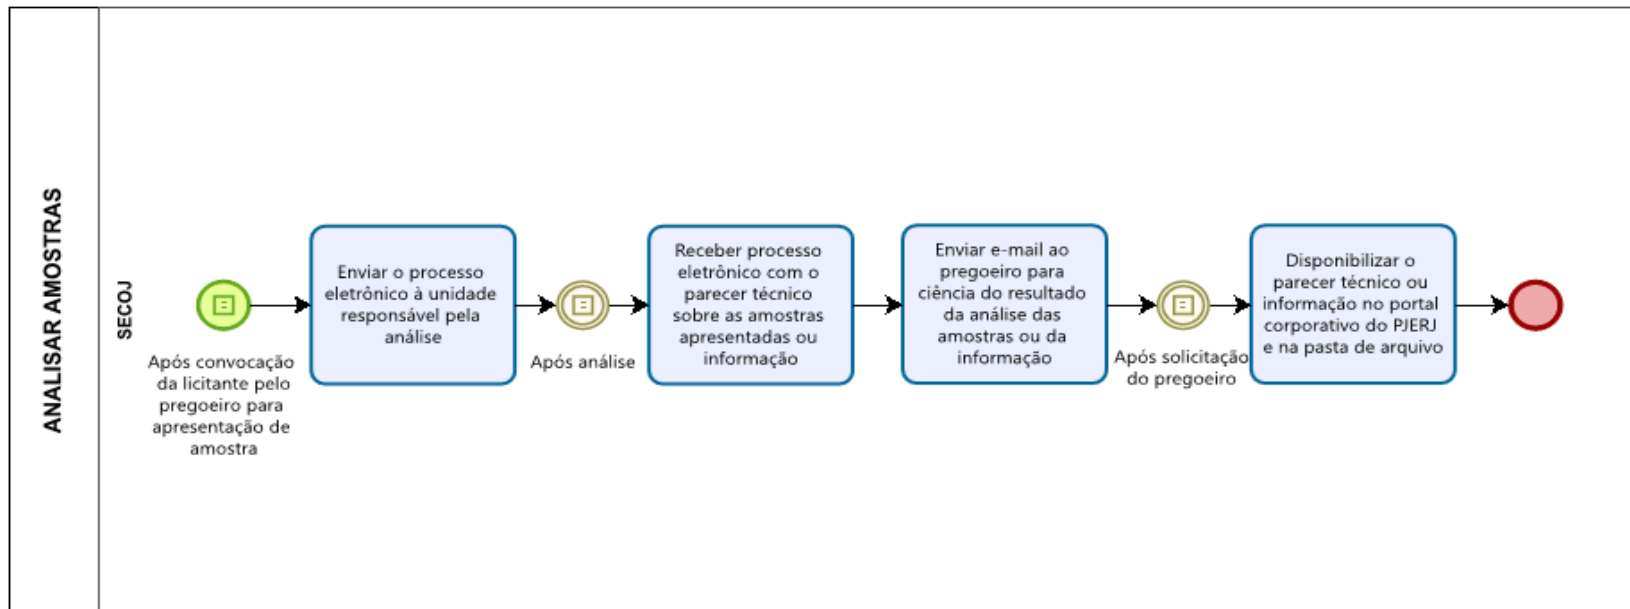 ANALISAR AMOSTRAS
SECOJ
Após convocação
da licitante pelo
pregoeiro para
apresentação de
amostra
Enviar o processo
eletrônico à unidade
responsável pela
análise
Após análise
Receber processo
eletrônico com o
parecer técnico
sobre as amostras
apresentadas ou
informação
Enviar e-mail ao
pregoeiro para
ciência do resultado
da análise das
amostras ou da
informação
Após solicitação
do pregoeiro
Disponibilizar o
parecer técnico ou
informação no portal
corporativo do PJERJ
e na pasta de arquivo